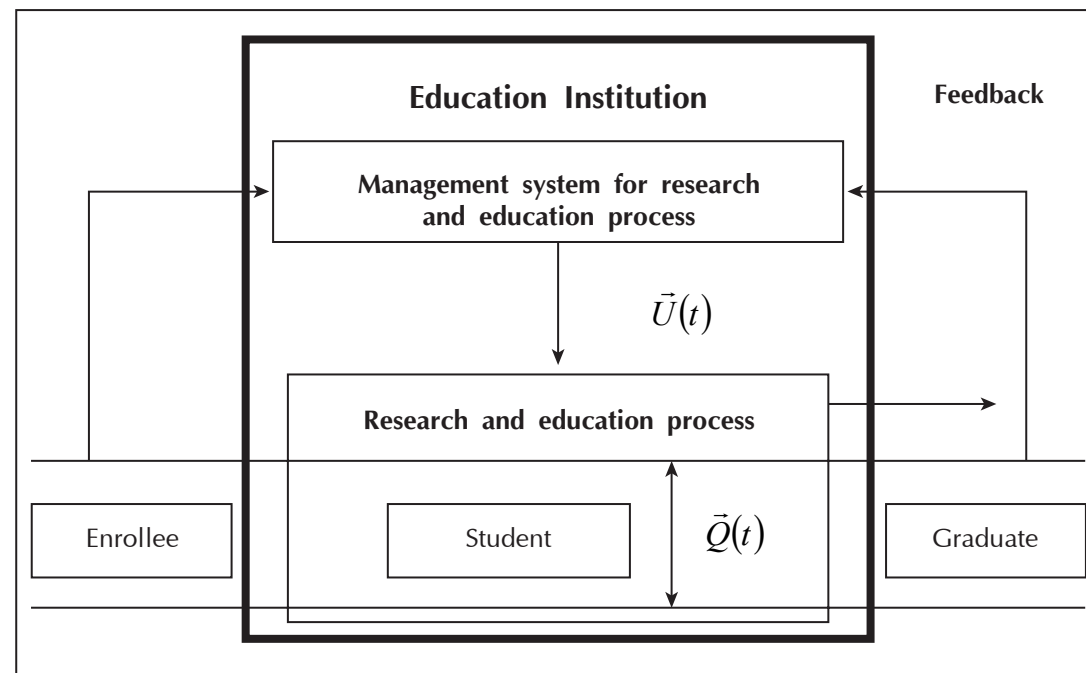 Education Institution
Feedback
Management system for research
and education process
U⃗(t)
Research and education process
Enrollee
Student
Q⃗(t)
Graduate